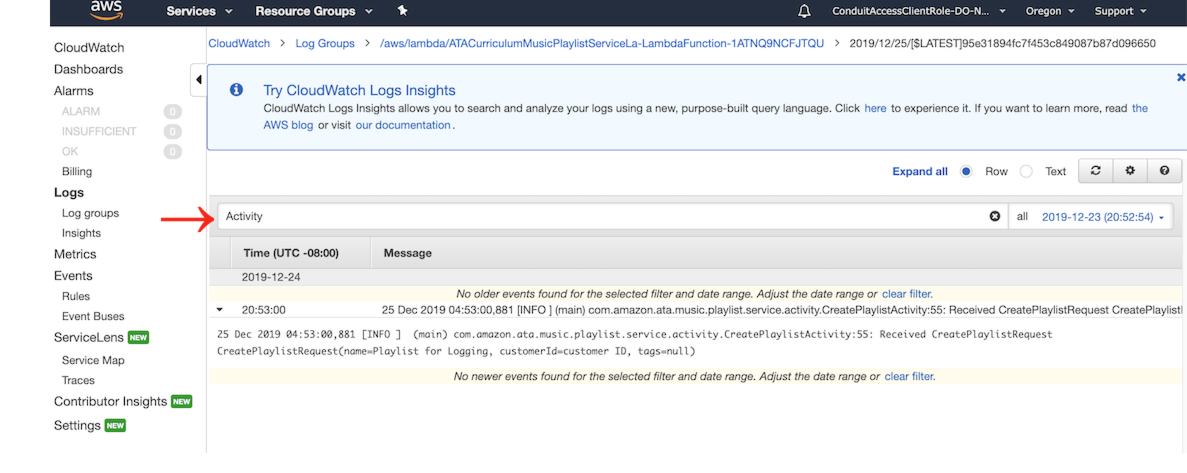 aws
Services Resource Groups ConduitAccessClientRole-DO-N... Oregon Support
CloudWatch
Dashboards
Alarms
ALARM 0
INSUFFICIENT 0
OK 0
Billing
Logs
Log groups
Insights
Metrics
Events
Rules
Event Buses
ServiceLens NEW
Service Map
Traces
Contributor Insights NEW
Settings NEW
CloudWatch > Log Groups > /aws/lambda/ATACurriculumMusicPlaylistServiceLa-LambdaFunction-1ATNQ9NCFJTQU > 2019/12/25/[$LATEST]95e31894fc7f453c849087b87d096650
Try CloudWatch Logs Insights
CloudWatch Logs Insights allows you to search and analyze your logs using a new, purpose-built query language. Click here to experience it. If you want to learn more, read the
AWS blog or visit our documentation.
Expand all Row Text
Activity all 2019-12-23 (20:52:54)
Time (UTC -08:00) Message
2019-12-24
No older events found for the selected filter and date range. Adjust the date range or clear filter.
20:53:00 25 Dec 2019 04:53:00,881 [INFO ] (main) com.amazon.ata.music.playlist.service.activity.CreatePlaylistActivity:55: Received CreatePlaylistRequest CreatePlaylist
25 Dec 2019 04:53:00,881 [INFO ] (main) com.amazon.ata.music.playlist.service.activity.CreatePlaylistActivity:55: Received CreatePlaylistRequest
CreatePlaylistRequest(name=Playlist for Logging, customerId=customer ID, tags=null)
No newer events found for the selected filter and date range. Adjust the date range or clear filter.